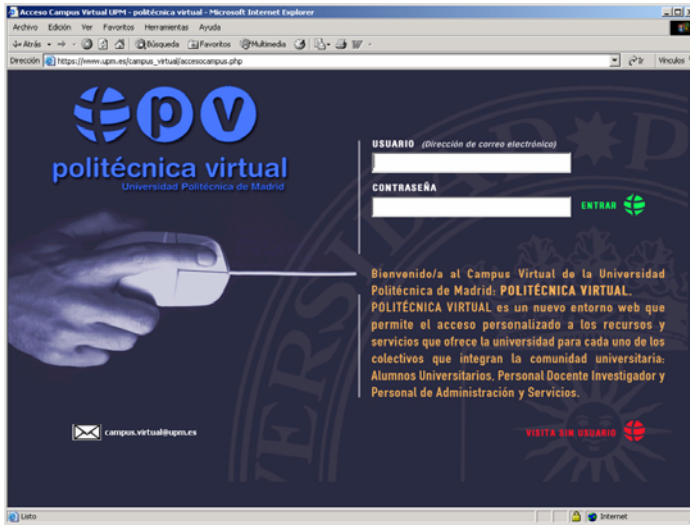 Acceso Campus Virtual UPM - politécnica virtual - Microsoft Internet Explorer
Archivo Edición Ver Favoritos Herramientas Ayuda
Atrás Búsqueda Favoritos Multimedia
Dirección https://www.upm.es/campus_virtual/accesocampus.php Ir Vínculos
pv
politécnica virtual
Universidad Politécnica de Madrid
USUARIO (Dirección de correo electrónico)
CONTRASEÑA
ENTRAR
Bienvenido/a al Campus Virtual de la Universidad
Politécnica de Madrid: POLITÉCNICA VIRTUAL.
POLITÉCNICA VIRTUAL es un nuevo entorno web que
permite el acceso personalizado a los recursos y
servicios que ofrece la universidad para cada uno de los
colectivos que integran la comunidad universitaria:
Alumnos Universitarios, Personal Docente Investigador y
Personal de Administración y Servicios.
campus.virtual@upm.es
VISITA SIN USUARIO
Listo Internet